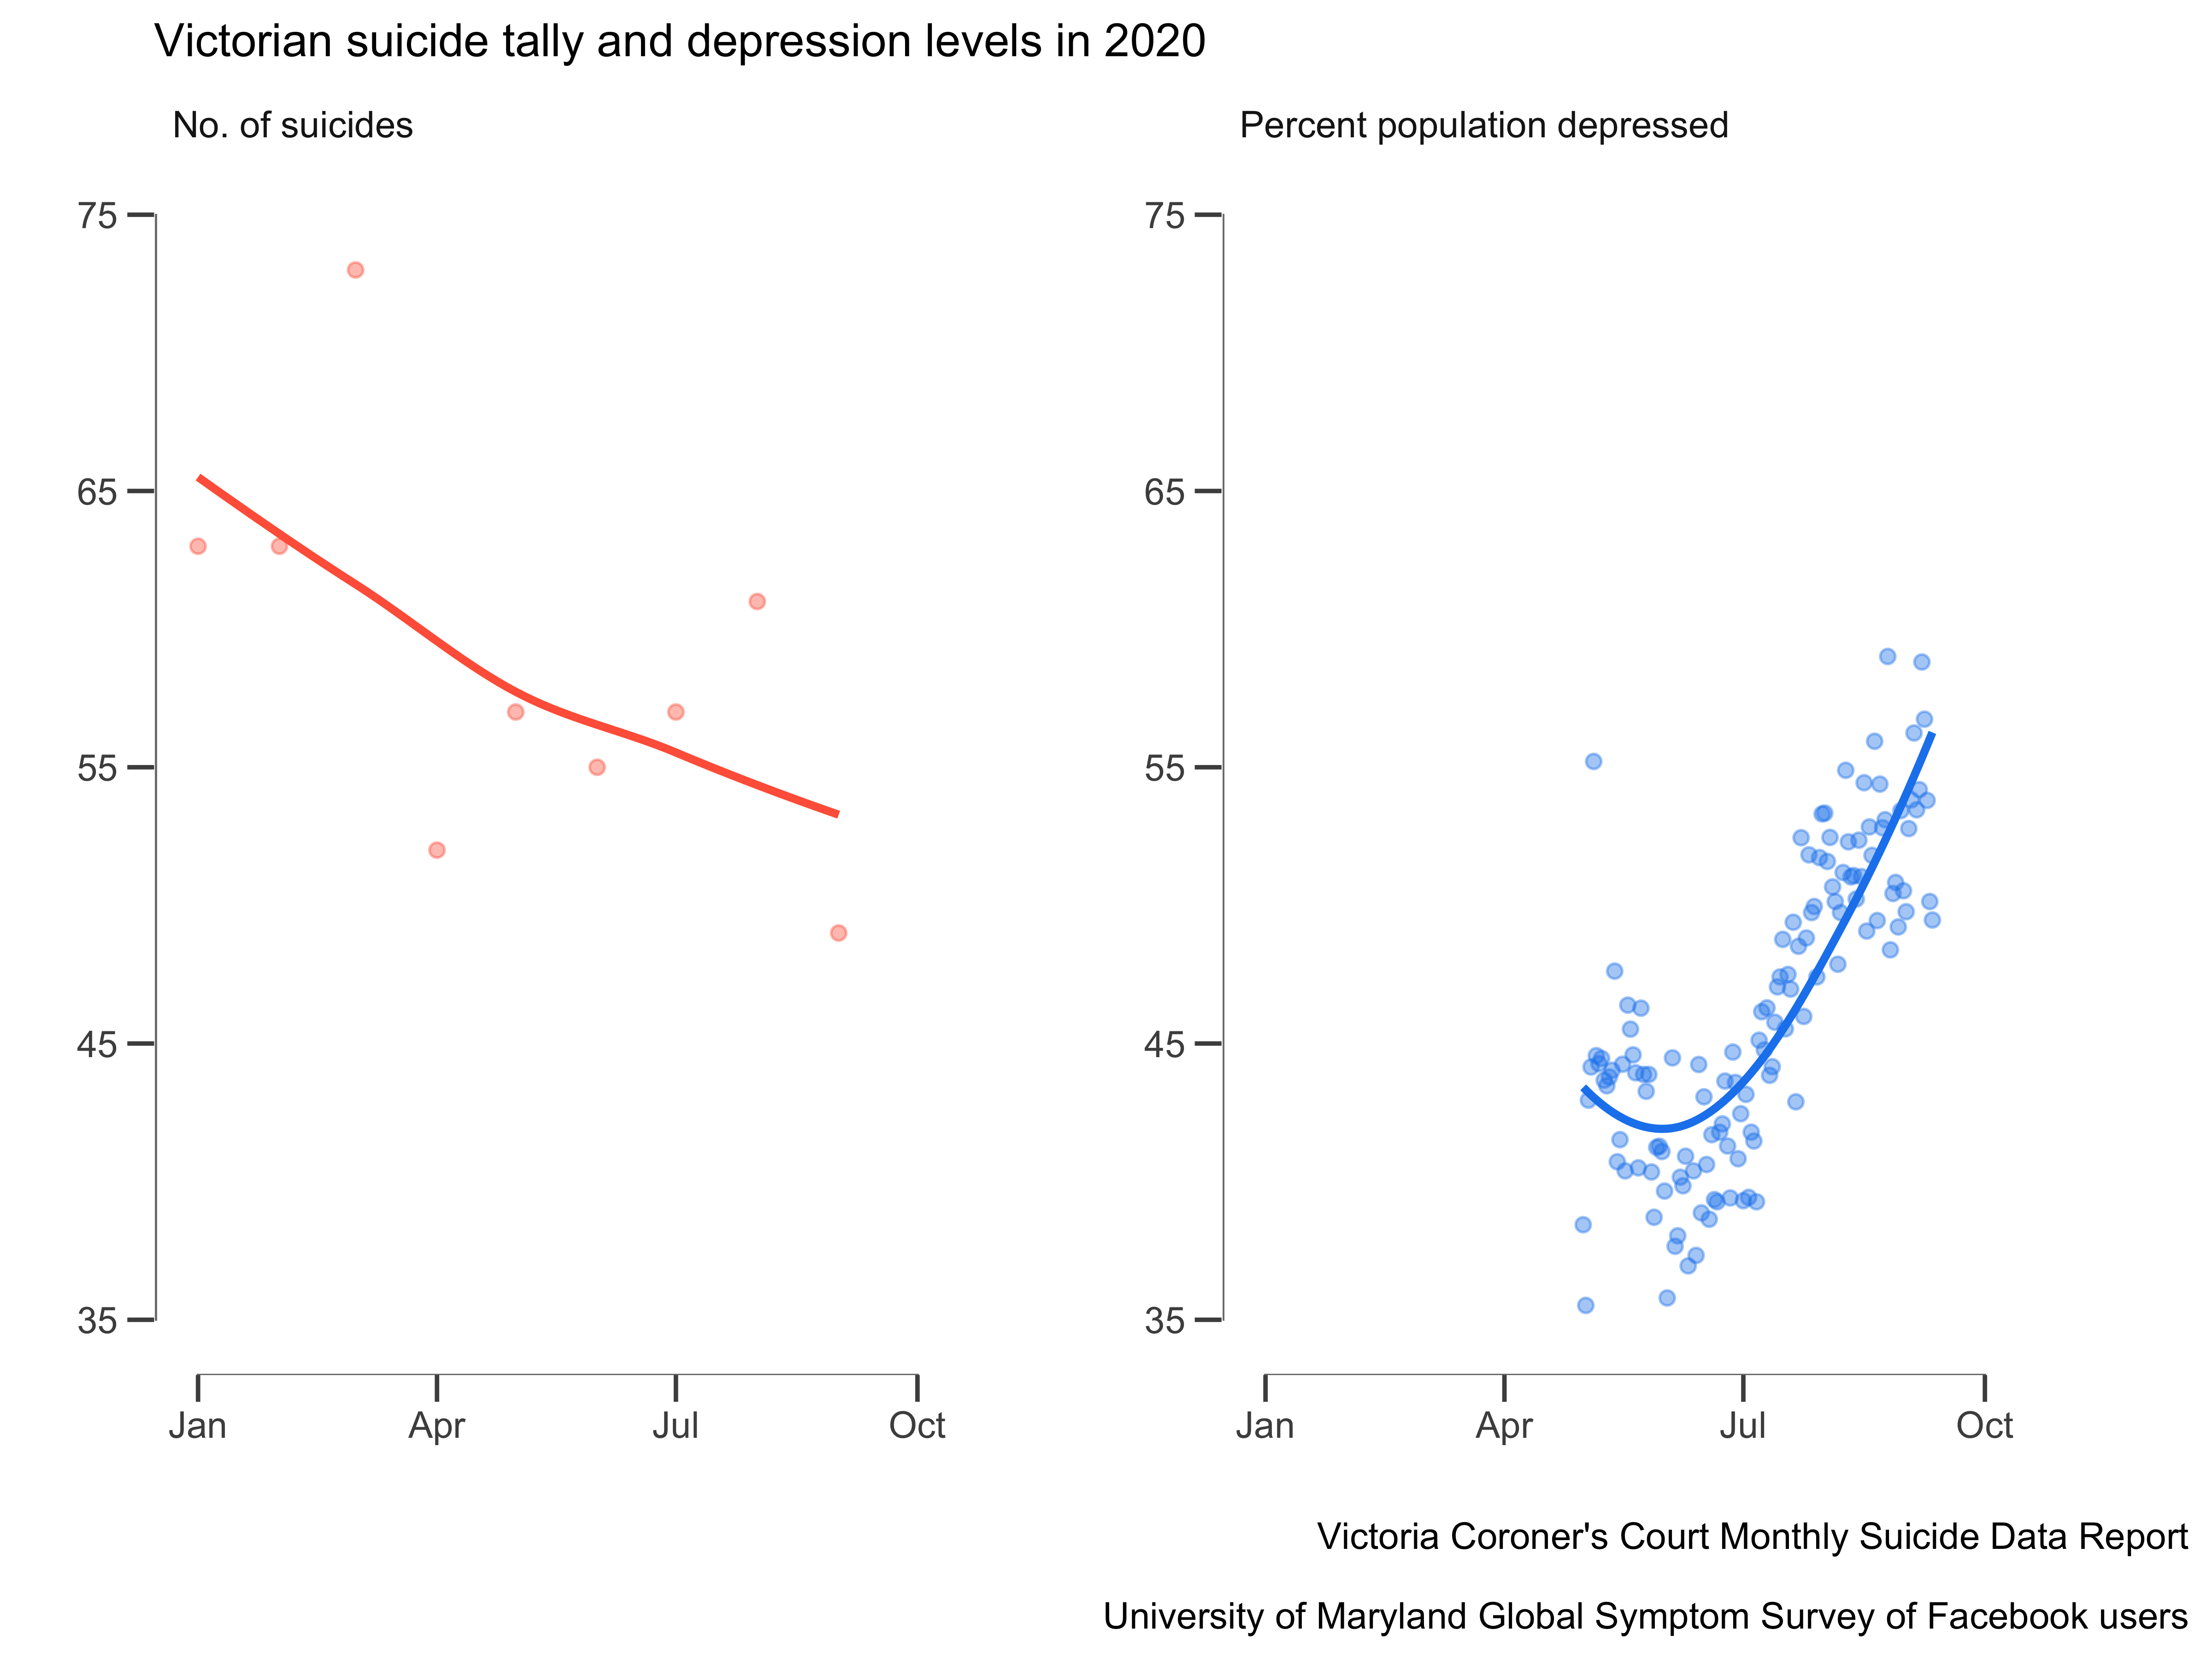 Victorian suicide tally and depression levels in 2020
No. of suicides
75
65
55
45
35
Jan Apr Jul Oct
Percent population depressed
75
65
55
45
35
Jan Apr Jul Oct
Victoria Coroner's Court Monthly Suicide Data Report
University of Maryland Global Symptom Survey of Facebook users